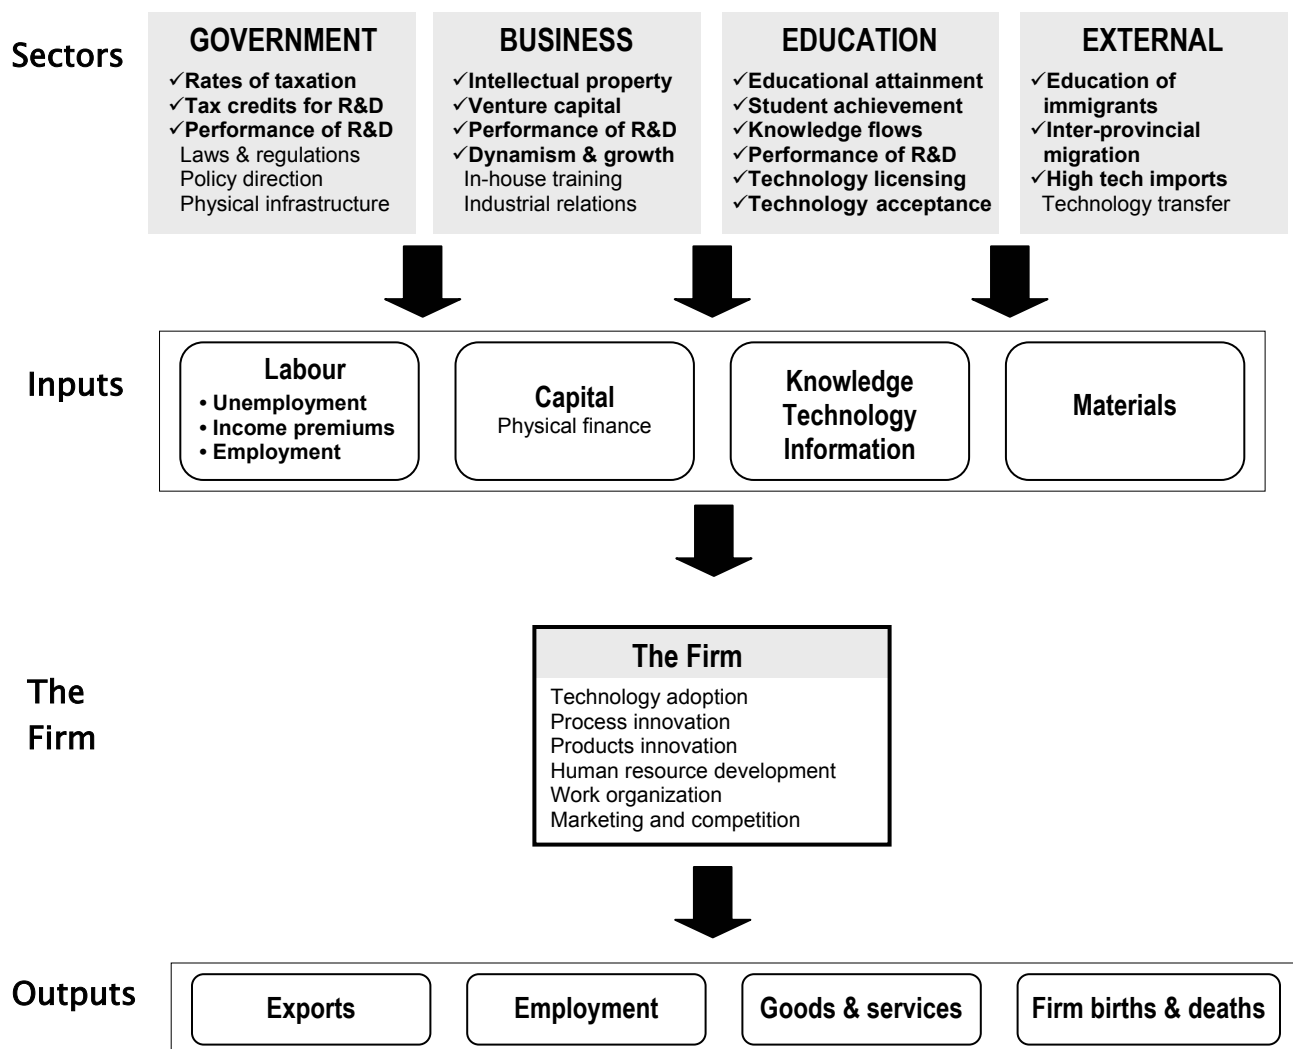 Sectors
GOVERNMENT
✓Rates of taxation
✓Tax credits for R&D
✓Performance of R&D
Laws & regulations
Policy direction
Physical infrastructure
BUSINESS
✓Intellectual property
✓Venture capital
✓Performance of R&D
✓Dynamism & growth
In-house training
Industrial relations
EDUCATION
✓Educational attainment
✓Student achievement
✓Knowledge flows
✓Performance of R&D
✓Technology licensing
✓Technology acceptance
EXTERNAL
✓Education of
immigrants
✓Inter-provincial
migration
✓High tech imports
Technology transfer
Inputs
Labour
• Unemployment
• Income premiums
• Employment
Capital
Physical finance
Knowledge
Technology
Information
Materials
The
Firm
The Firm
Technology adoption
Process innovation
Products innovation
Human resource development
Work organization
Marketing and competition
Outputs
Exports
Employment
Goods & services
Firm births & deaths